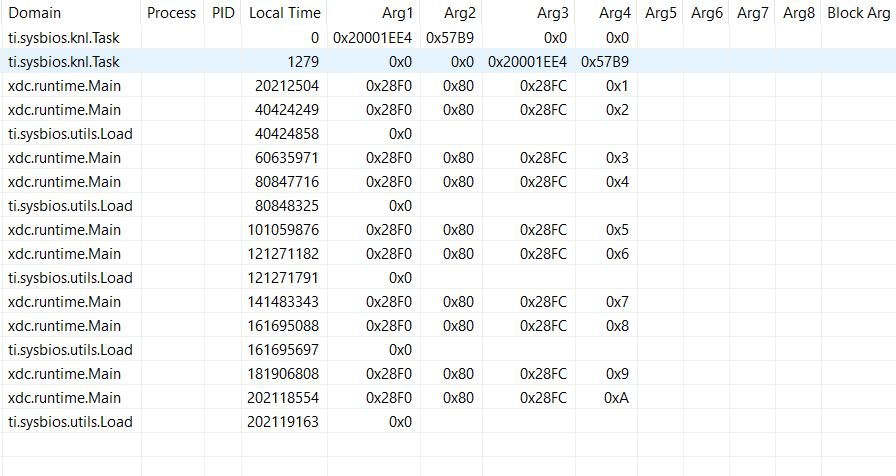 Domain Process PID Local Time Arg1 Arg2 Arg3 Arg4 Arg5 Arg6 Arg7 Arg8 Block Arg
ti.sysbios.knl.Task 0 0x20001EE4 0x57B9 0x0 0x0
ti.sysbios.knl.Task 1279 0x0 0x0 0x20001EE4 0x57B9
xdc.runtime.Main 20212504 0x28F0 0x80 0x28FC 0x1
xdc.runtime.Main 40424249 0x28F0 0x80 0x28FC 0x2
ti.sysbios.utils.Load 40424858 0x0
xdc.runtime.Main 60635971 0x28F0 0x80 0x28FC 0x3
xdc.runtime.Main 80847716 0x28F0 0x80 0x28FC 0x4
ti.sysbios.utils.Load 80848325 0x0
xdc.runtime.Main 101059876 0x28F0 0x80 0x28FC 0x5
xdc.runtime.Main 121271182 0x28F0 0x80 0x28FC 0x6
ti.sysbios.utils.Load 121271791 0x0
xdc.runtime.Main 141483343 0x28F0 0x80 0x28FC 0x7
xdc.runtime.Main 161695088 0x28F0 0x80 0x28FC 0x8
ti.sysbios.utils.Load 161695697 0x0
xdc.runtime.Main 181906808 0x28F0 0x80 0x28FC 0x9
xdc.runtime.Main 202118554 0x28F0 0x80 0x28FC 0xA
ti.sysbios.utils.Load 202119163 0x0